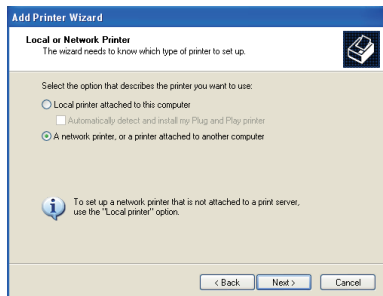 Add Printer Wizard
Local or Network Printer
The wizard needs to know which type of printer to set up.
Select the option that describes the printer you want to use:
Local printer attached to this computer
Automatically detect and install my Plug and Play printer
A network printer, or a printer attached to another computer
To set up a network printer that is not attached to a print server,
use the "Local printer" option.
< Back Next > Cancel